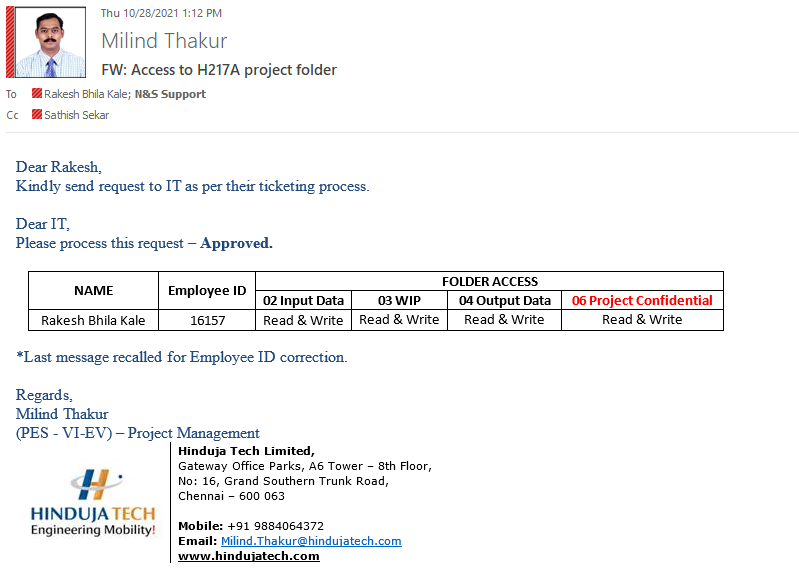 Thu 10/28/2021 1:12 PM
Milind Thakur
FW: Access to H217A project folder
To Rakesh Bhila Kale; N&S Support
Cc Sathish Sekar
Dear Rakesh,
Kindly send request to IT as per their ticketing process.
Dear IT,
Please process this request – Approved.
NAME Employee ID FOLDER ACCESS
02 Input Data 03 WIP 04 Output Data 06 Project Confidential
Rakesh Bhila Kale 16157 Read & Write Read & Write Read & Write Read & Write
*Last message recalled for Employee ID correction.
Regards,
Milind Thakur
(PES - VI-EV) – Project Management
HINDUJA TECH
Engineering Mobility!
Hinduja Tech Limited,
Gateway Office Parks, A6 Tower – 8th Floor,
No: 16, Grand Southern Trunk Road,
Chennai – 600 063
Mobile: +91 9884064372
Email: Milind.Thakur@hindujatech.com
www.hindujatech.com